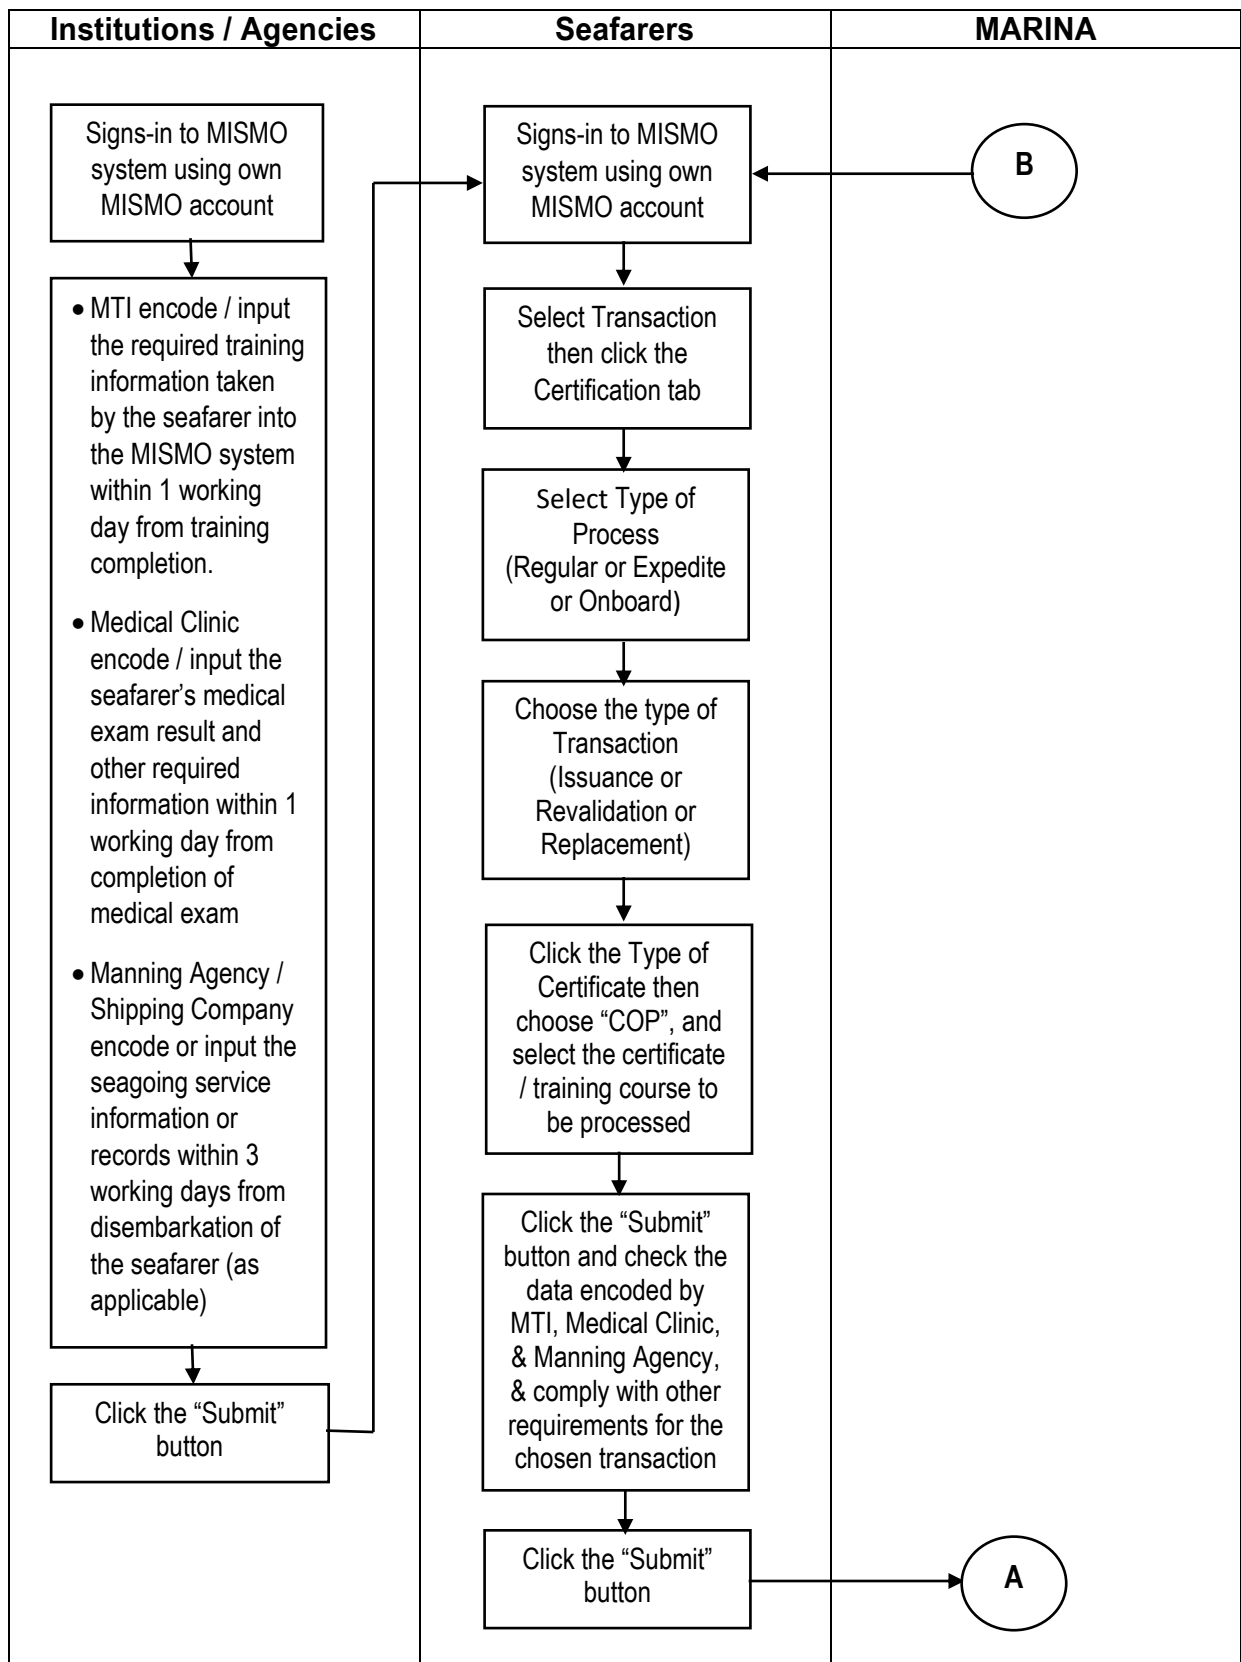 Institutions / Agencies
Seafarers
MARINA
Signs-in to MISMO
system using own
MISMO account
• MTI encode / input
the required training
information taken
by the seafarer into
the MISMO system
within 1 working
day from training
completion.
• Medical Clinic
encode / input the
seafarer’s medical
exam result and
other required
information within 1
working day from
completion of
medical exam
• Manning Agency /
Shipping Company
encode or input the
seagoing service
information or
records within 3
working days from
disembarkation of
the seafarer (as
applicable)
Click the “Submit”
button
Signs-in to MISMO
system using own
MISMO account
Select Transaction
then click the
Certification tab
Select Type of
Process
(Regular or Expedite
or Onboard)
Choose the type of
Transaction
(Issuance or
Revalidation or
Replacement)
Click the Type of
Certificate then
choose “COP”, and
select the certificate
/ training course to
be processed
Click the “Submit”
button and check the
data encoded by
MTI, Medical Clinic,
& Manning Agency,
& comply with other
requirements for the
chosen transaction
Click the “Submit”
button
B
A